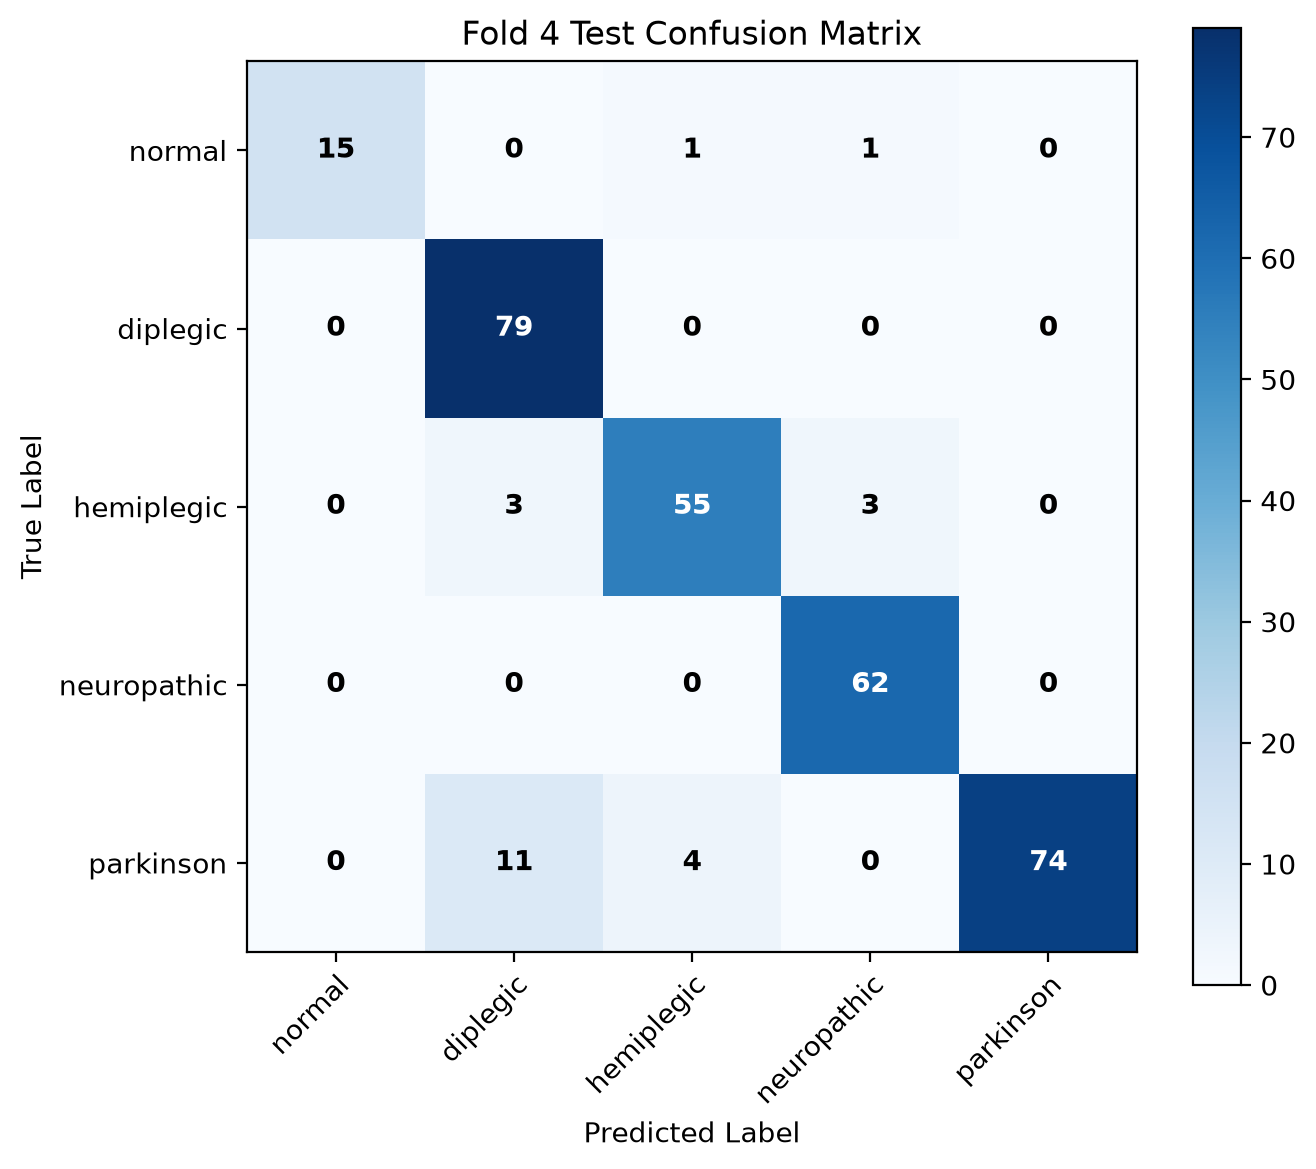 Fold 4 Test Confusion Matrix
True Label
normal 15 0 1 1 0
diplegic 0 79 0 0 0
hemiplegic 0 3 55 3 0
neuropathic 0 0 0 62 0
parkinson 0 11 4 0 74
normal diplegic hemiplegic neuropathic parkinson
Predicted Label
70
60
50
40
30
20
10
0